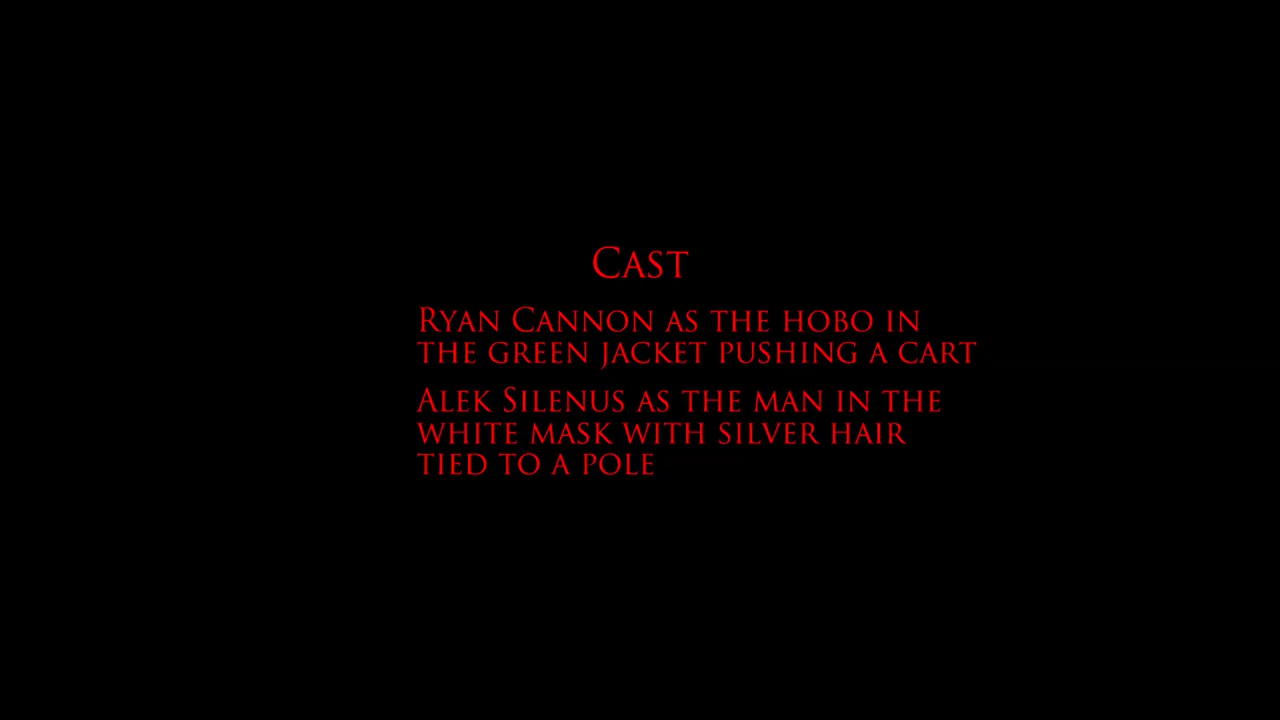 Cast
Ryan Cannon as the hobo in
the green jacket pushing a cart
Alek Silenus as the man in the
white mask with silver hair
tied to a pole